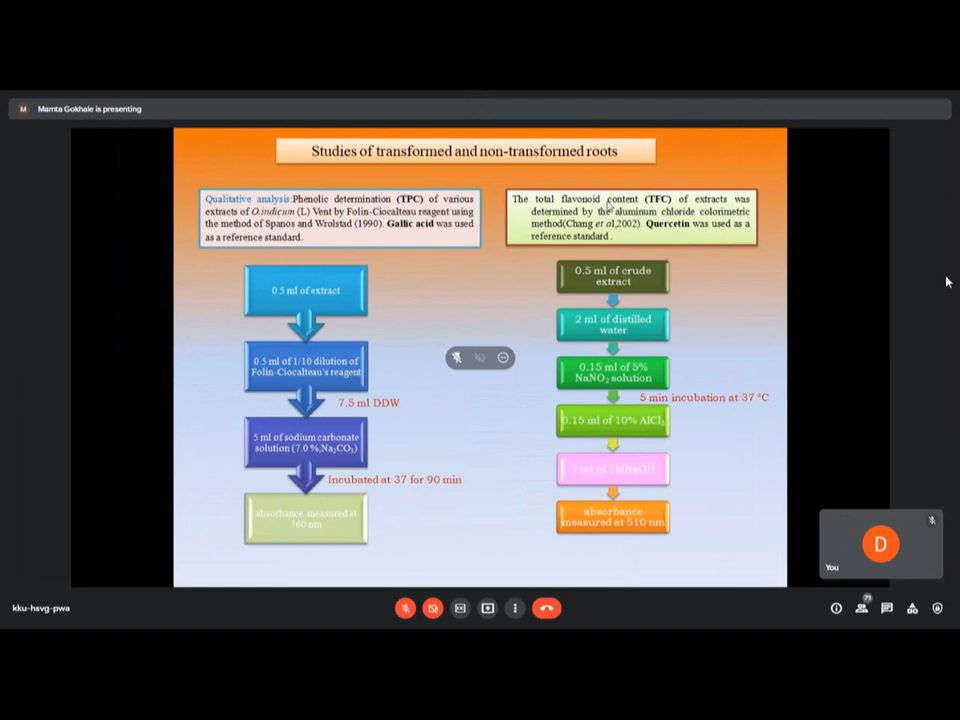 M Mamta Gokhale is presenting
Studies of transformed and non-transformed roots
Qualitative analysis:Phenolic determination (TPC) of various
extracts of O.indicum (L) Vent by Folin-Ciocalteau reagent using
the method of Spanos and Wrolstad (1990). Gallic acid was used
as a reference standard.
0.5 ml of extract
0.5 ml of 1/10 dilution of
Folin-Ciocalteu's reagent
7.5 ml DDW
5 ml of sodium carbonate
solution (7.0 %,Na₂CO₃)
Incubated at 37 for 90 min
absorbance measured at
760 nm
The total flavonoid content (TFC) of extracts was
determined by the aluminum chloride colorimetric
method(Chang et al,2002). Quercetin was used as a
reference standard .
0.5 ml of crude
extract
2 ml of distilled
water
0.15 ml of 5%
NaNO₂ solution
5 min incubation at 37 °C
0.15 ml of 10% AlCl₃
1 ml of 1MNaOH
absorbance
measured at 510 nm
D
You
kku-hsvg-pwa
71